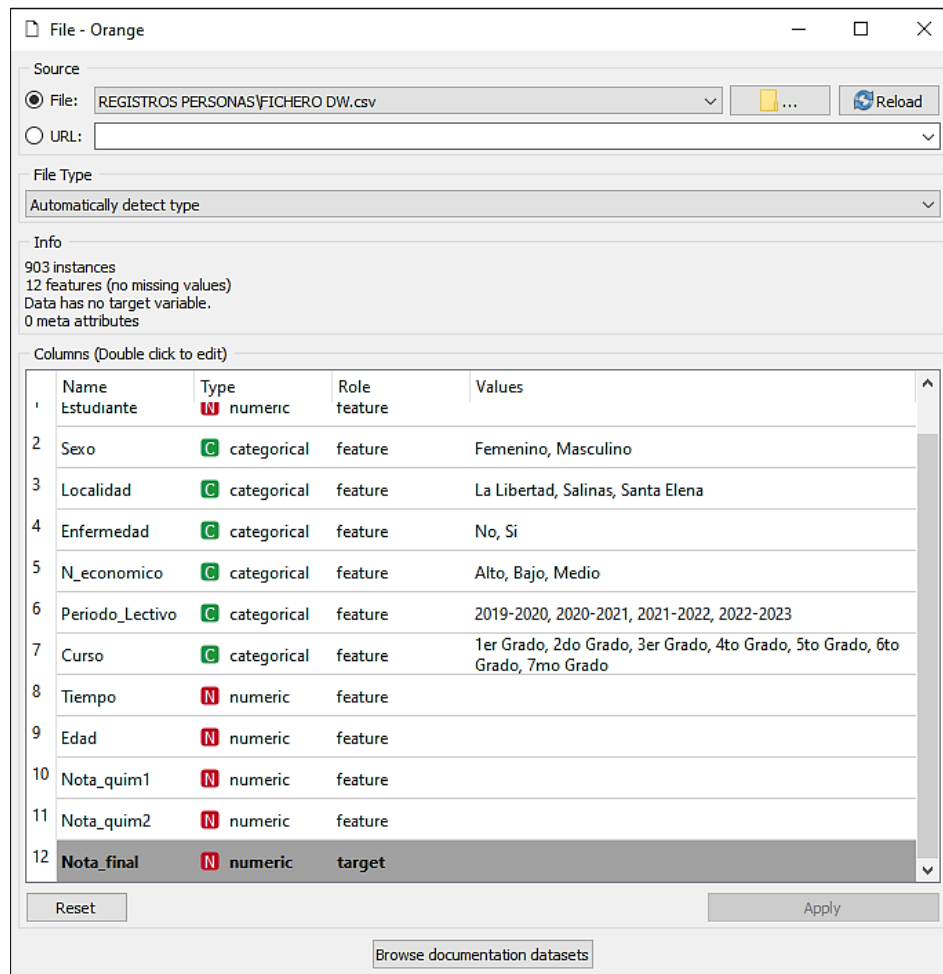 File - Orange
Source
File: REGISTROS PERSONAS\FICHERO DW.csv ... Reload
URL:
File Type
Automatically detect type
Info
903 instances
12 features (no missing values)
Data has no target variable.
0 meta attributes
Columns (Double click to edit)
Name Type Role Values
1 Estudiante N numeric feature
2 Sexo C categorical feature Femenino, Masculino
3 Localidad C categorical feature La Libertad, Salinas, Santa Elena
4 Enfermedad C categorical feature No, Si
5 N_economico C categorical feature Alto, Bajo, Medio
6 Periodo_Lectivo C categorical feature 2019-2020, 2020-2021, 2021-2022, 2022-2023
7 Curso C categorical feature 1er Grado, 2do Grado, 3er Grado, 4to Grado, 5to Grado, 6to
Grado, 7mo Grado
8 Tiempo N numeric feature
9 Edad N numeric feature
10 Nota_quim1 N numeric feature
11 Nota_quim2 N numeric feature
12 Nota_final N numeric target
Reset Apply
Browse documentation datasets